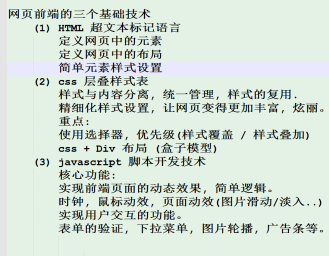 网页前端的三个基础技术
(1) HTML 超文本标记语言
定义网页中的元素
定义网页中的布局
简单元素样式设置
(2) css 层叠样式表
样式与内容分离，统一管理，样式的复用.
精细化样式设置，让网页变得更加丰富，炫丽。
重点:
使用选择器，优先级(样式覆盖 / 样式叠加)
css + Div 布局 (盒子模型)
(3) javascript 脚本开发技术
核心功能:
实现前端页面的动态效果，简单逻辑。
时钟，鼠标动效，页面动效(图片滑动/淡入..)
实现用户交互的功能。
表单的验证，下拉菜单，图片轮播，广告条等。